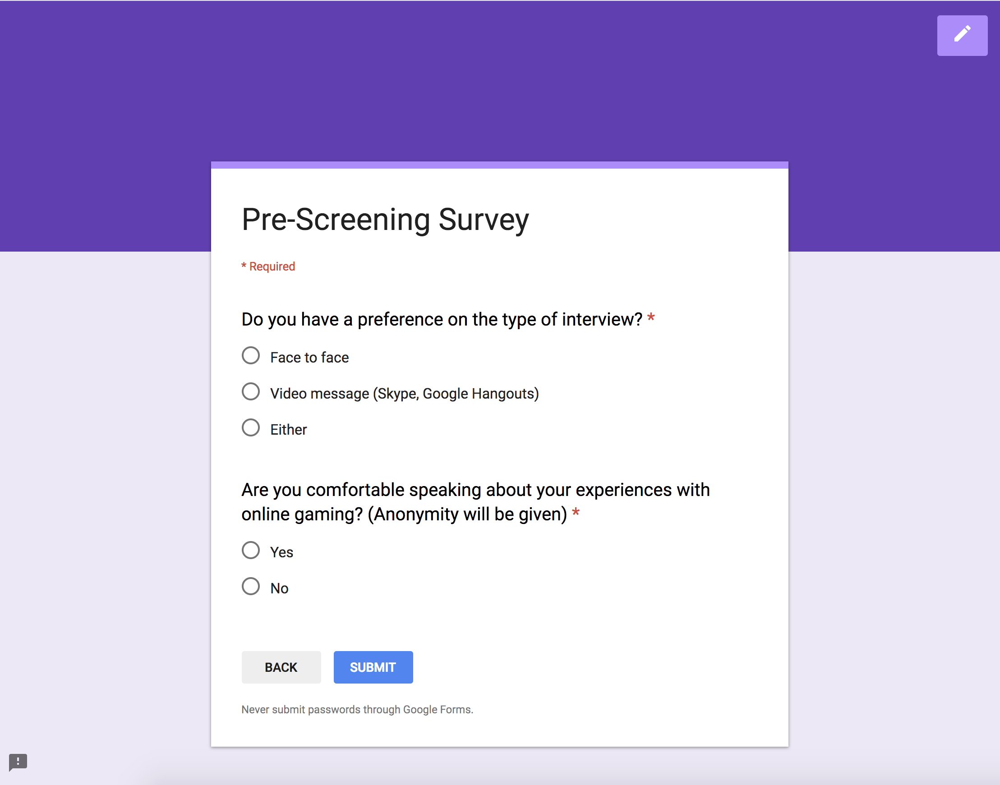 Pre-Screening Survey
* Required
Do you have a preference on the type of interview? *
Face to face
Video message (Skype, Google Hangouts)
Either
Are you comfortable speaking about your experiences with
online gaming? (Anonymity will be given) *
Yes
No
BACK SUBMIT
Never submit passwords through Google Forms.